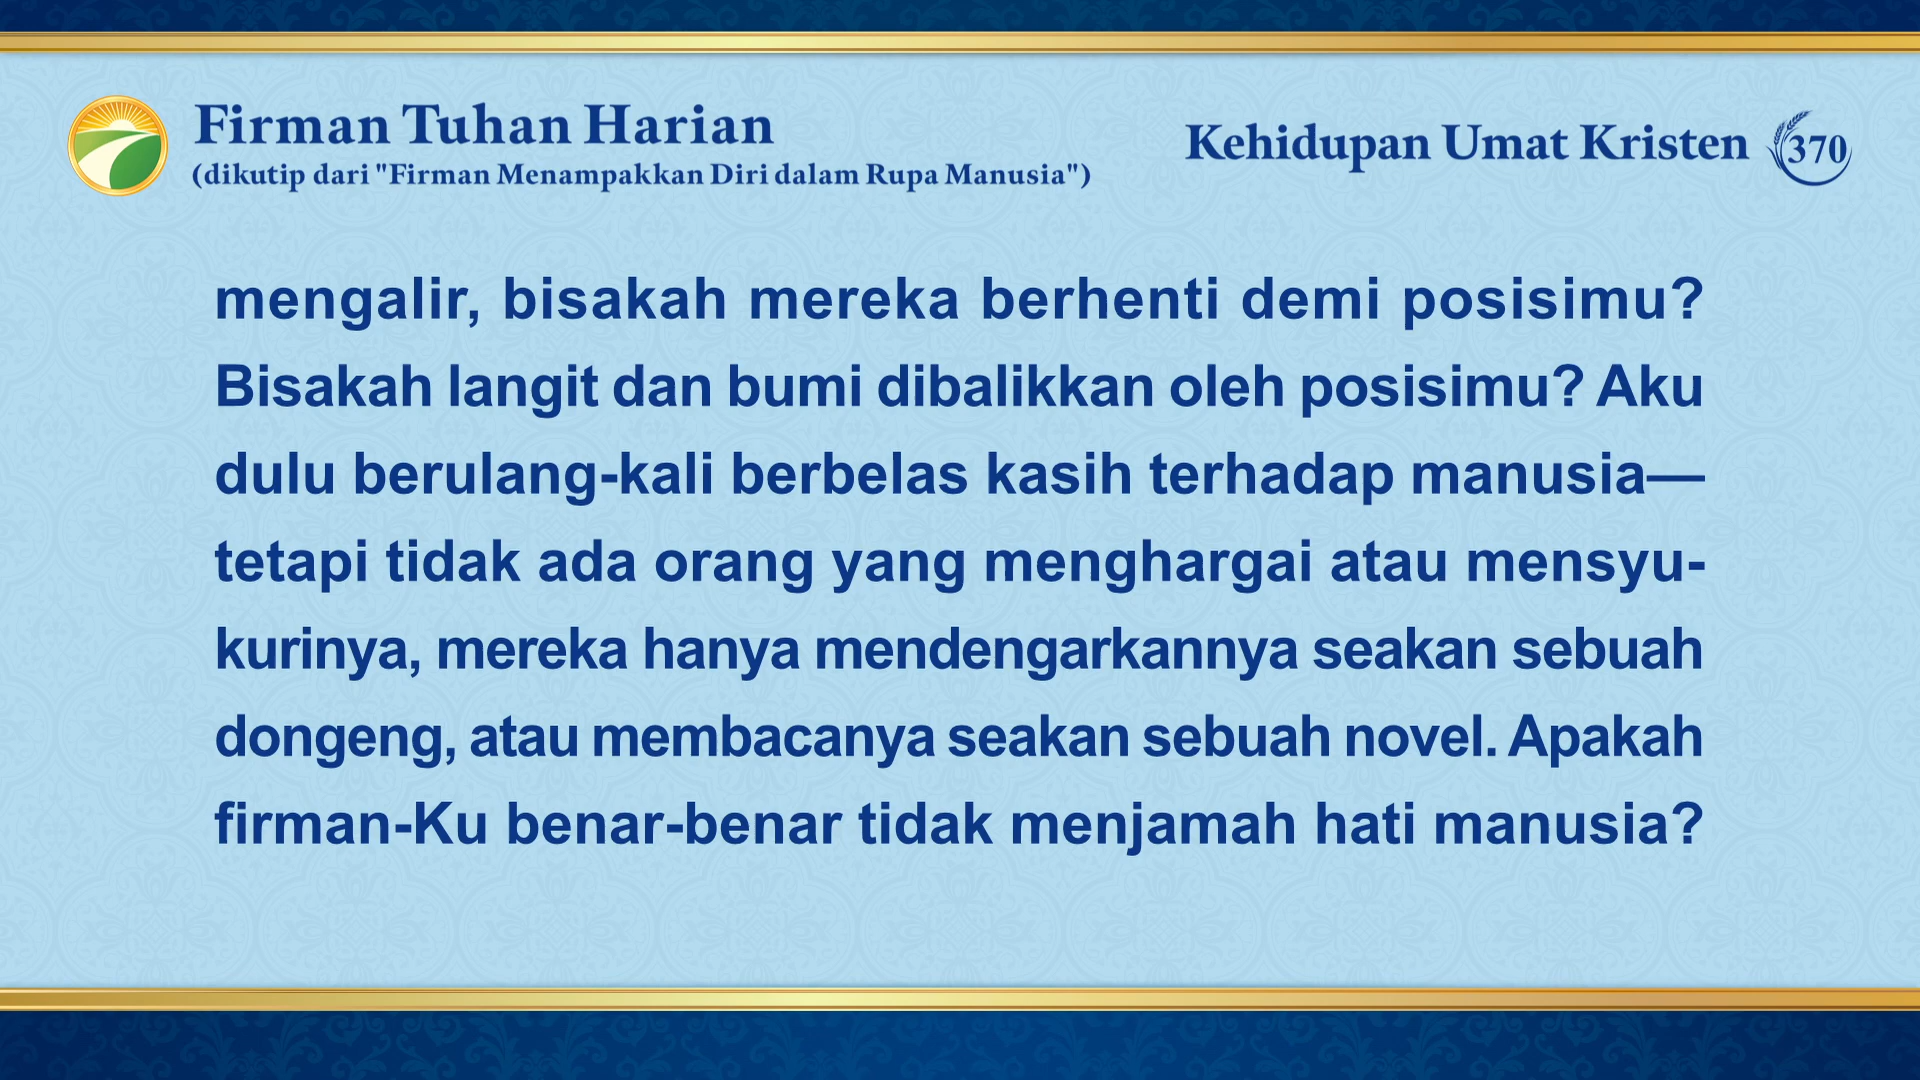 Firman Tuhan Harian
(dikutip dari "Firman Menampakkan Diri dalam Rupa Manusia")
Kehidupan Umat Kristen 370
mengalir, bisakah mereka berhenti demi posisimu?
Bisakah langit dan bumi dibalikkan oleh posisimu? Aku
dulu berulang-kali berbelas kasih terhadap manusia—
tetapi tidak ada orang yang menghargai atau mensyu-
kurinya, mereka hanya mendengarkannya seakan sebuah
dongeng, atau membacanya seakan sebuah novel. Apakah
firman-Ku benar-benar tidak menjamah hati manusia?